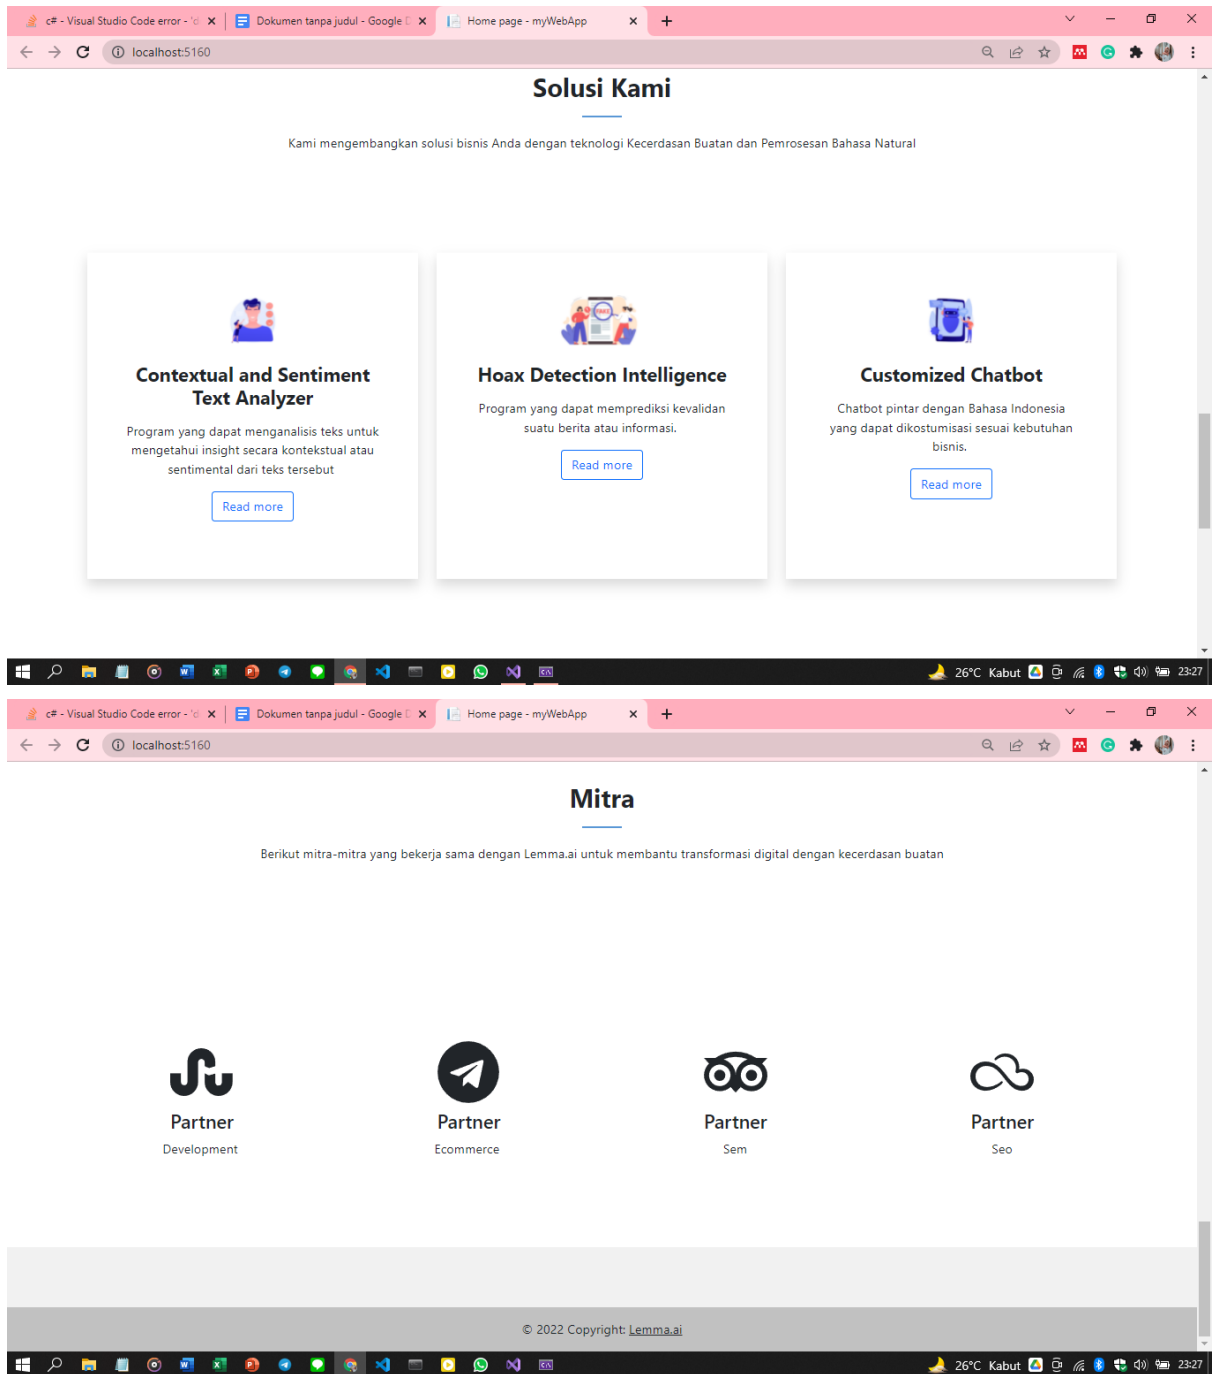 c# - Visual Studio Code error - 'd
Dokumen tanpa judul - Google D
Home page - myWebApp
localhost:5160
Solusi Kami
Kami mengembangkan solusi bisnis Anda dengan teknologi Kecerdasan Buatan dan Pemrosesan Bahasa Natural
FAKE
Contextual and Sentiment
Text Analyzer
Program yang dapat menganalisis teks untuk
mengetahui insight secara kontekstual atau
sentimental dari teks tersebut
Read more
Hoax Detection Intelligence
Program yang dapat memprediksi kevalidan
suatu berita atau informasi.
Read more
Customized Chatbot
Chatbot pintar dengan Bahasa Indonesia
yang dapat dikostumisasi sesuai kebutuhan
bisnis.
Read more
26°C Kabut
23:27
c# - Visual Studio Code error - 'd
Dokumen tanpa judul - Google D
Home page - myWebApp
localhost:5160
Mitra
Berikut mitra-mitra yang bekerja sama dengan Lemma.ai untuk membantu transformasi digital dengan kecerdasan buatan
Partner
Development
Partner
Ecommerce
Partner
Sem
Partner
Seo
© 2022 Copyright: Lemma.ai
26°C Kabut
23:27